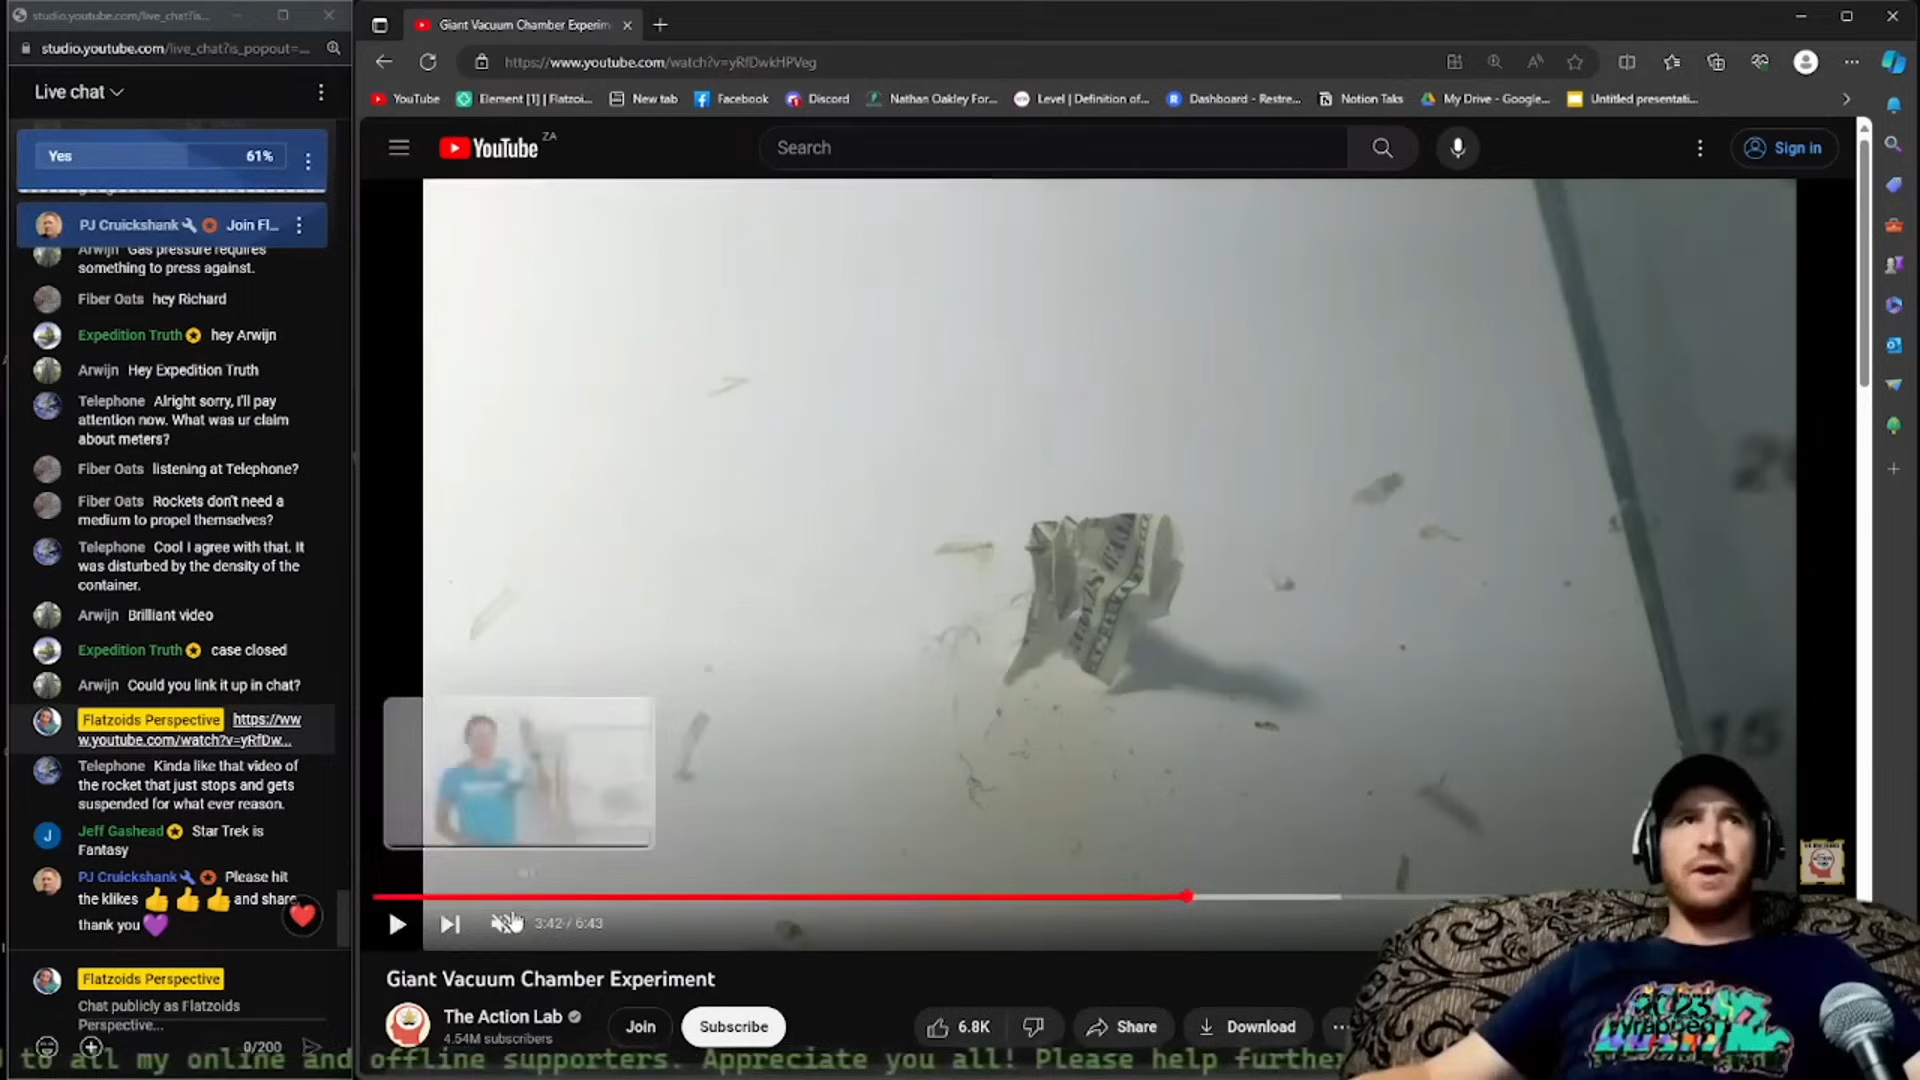 studio.youtube.com/live_chat?is...
studio.youtube.com/live_chat?is_popout=...
Live chat
Yes 61%
PJ Cruickshank Join Fl...
Arwijn Gas pressure requires
something to press against.
Fiber Oats hey Richard
Expedition Truth hey Arwijn
Arwijn Hey Expedition Truth
Telephone Alright sorry, I'll pay
attention now. What was ur claim
about meters?
Fiber Oats listening at Telephone?
Fiber Oats Rockets don't need a
medium to propel themselves?
Telephone Cool I agree with that. It
was disturbed by the density of the
container.
Arwijn Brilliant video
Expedition Truth case closed
Arwijn Could you link it up in chat?
Flatzoids Perspective https://ww
w.youtube.com/watch?v=yRfDw...
Telephone Kinda like that video of
the rocket that just stops and gets
suspended for what ever reason.
J Jeff Gashead Star Trek is
Fantasy
PJ Cruickshank Please hit
the klikes 👍 👍 👍 and share
thank you 💜
Flatzoids Perspective
Chat publicly as Flatzoids
Perspective...
0/200
Giant Vacuum Chamber Experim
https://www.youtube.com/watch?v=yRfDwkHPVeg
YouTube Element [1] | Flatzoi... New tab Facebook Discord Nathan Oakley For... Level | Definition of... Dashboard - Restre... Notion Taks My Drive - Google... Untitled presentati...
YouTube ZA
Search
Sign in
15
3:42 / 6:43
Giant Vacuum Chamber Experiment
The Action Lab
4.54M subscribers
Join
Subscribe
6.8K
Share
Download
...
2023
wrapped
to all my online and offline supporters. Appreciate you all! Please help further